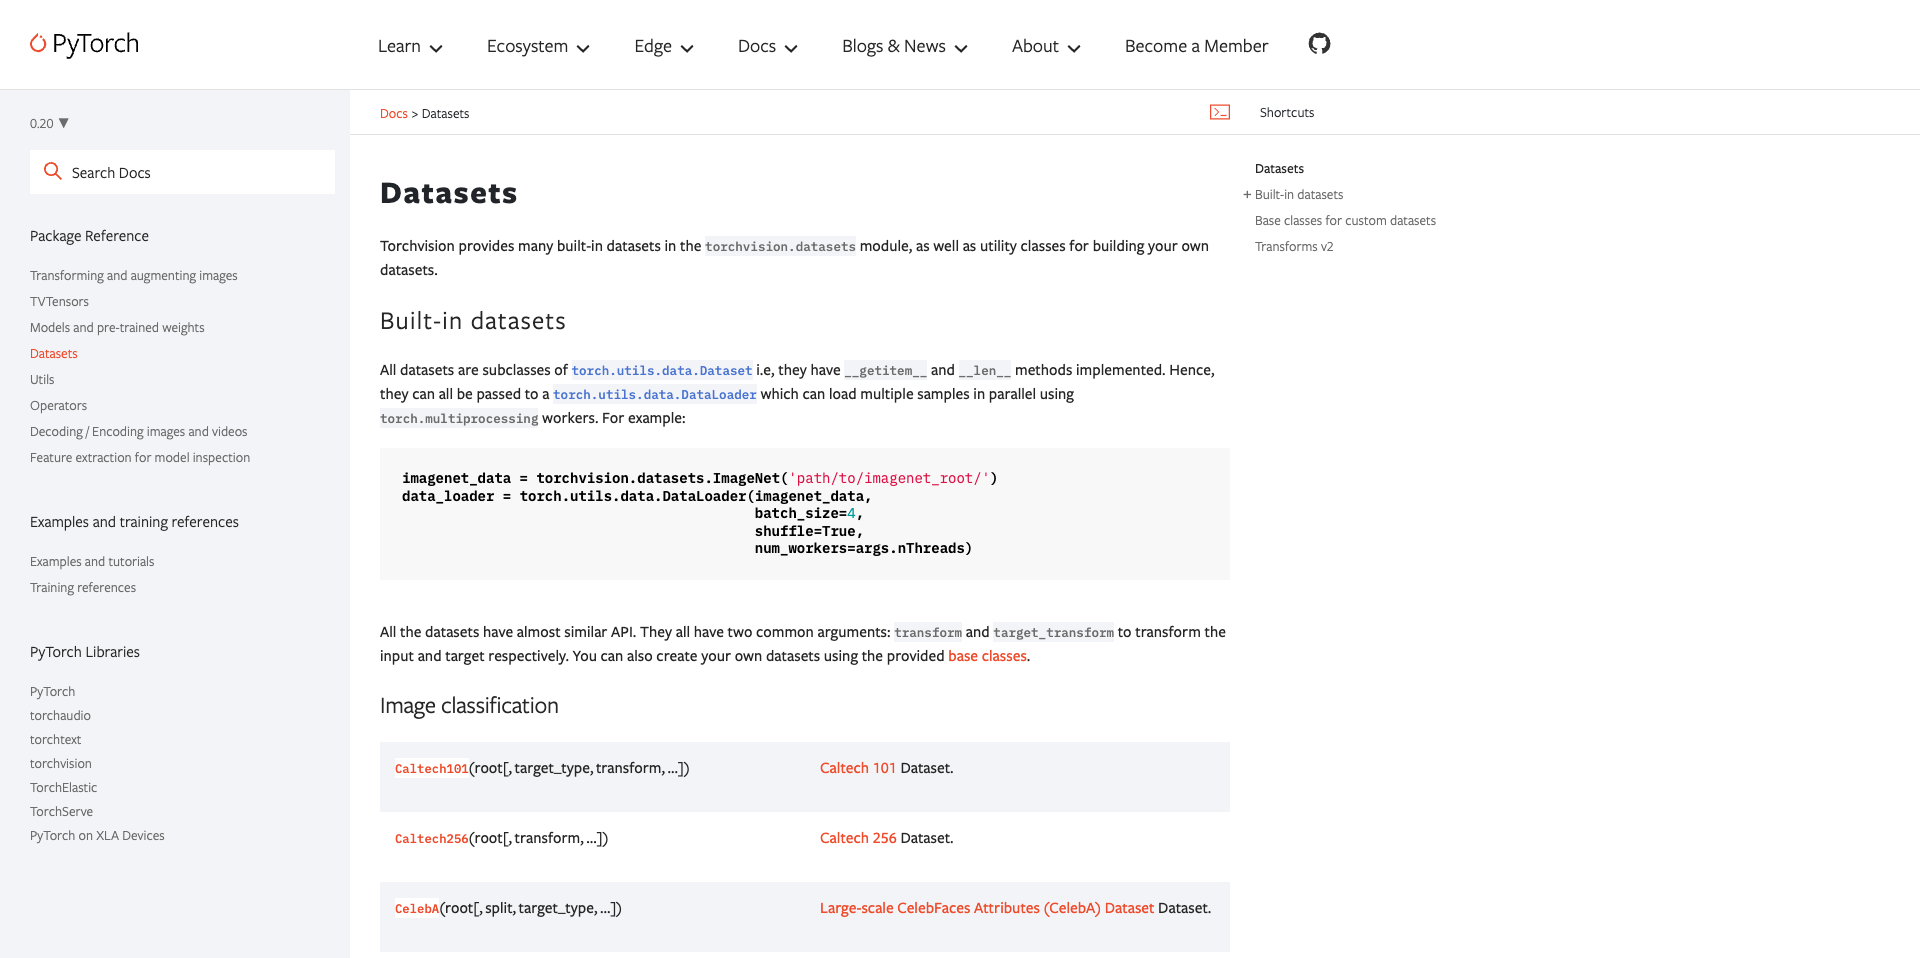 PyTorch
Learn
Ecosystem
Edge
Docs
Blogs & News
About
Become a Member
0.20 ▼
Search Docs
Package Reference
Transforming and augmenting images
TVTensors
Models and pre-trained weights
Datasets
Utils
Operators
Decoding / Encoding images and videos
Feature extraction for model inspection
Examples and training references
Examples and tutorials
Training references
PyTorch Libraries
PyTorch
torchaudio
torchtext
torchvision
TorchElastic
TorchServe
PyTorch on XLA Devices
Docs > Datasets
Shortcuts
Datasets
Torchvision provides many built-in datasets in the torchvision.datasets module, as well as utility classes for building your own
datasets.
Built-in datasets
All datasets are subclasses of torch.utils.data.Dataset i.e, they have __getitem__ and __len__ methods implemented. Hence,
they can all be passed to a torch.utils.data.DataLoader which can load multiple samples in parallel using
torch.multiprocessing workers. For example:
imagenet_data = torchvision.datasets.ImageNet('path/to/imagenet_root/')
data_loader = torch.utils.data.DataLoader(imagenet_data,
batch_size=4,
shuffle=True,
num_workers=args.nThreads)
All the datasets have almost similar API. They all have two common arguments: transform and target_transform to transform the
input and target respectively. You can also create your own datasets using the provided base classes.
Image classification
Caltech101(root[, target_type, transform, ...])
Caltech 101 Dataset.
Caltech256(root[, transform, ...])
Caltech 256 Dataset.
CelebA(root[, split, target_type, ...])
Large-scale CelebFaces Attributes (CelebA) Dataset Dataset.
Datasets
+ Built-in datasets
Base classes for custom datasets
Transforms v2